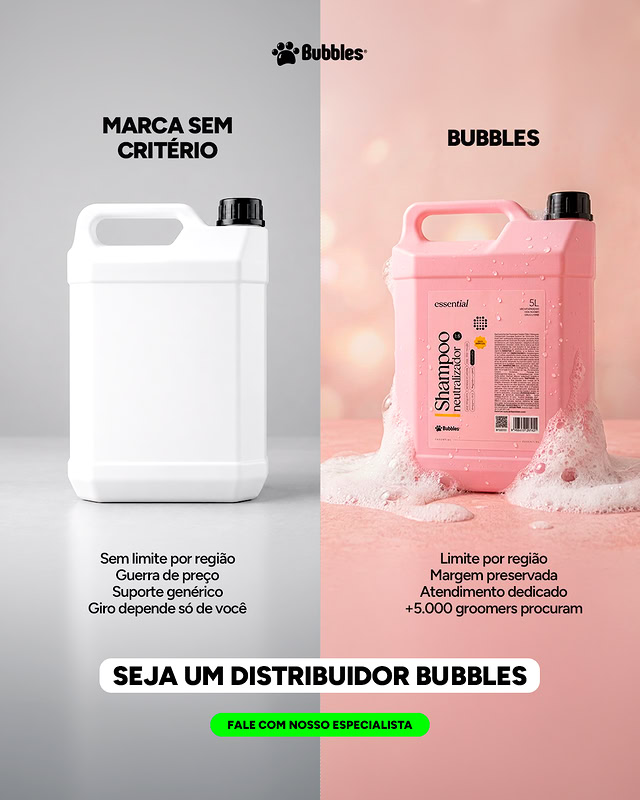 Bubbles®
MARCA SEM
CRITÉRIO
BUBBLES
essential
5L
Shampoo
neutralizador
Bubbles
Sem limite por região
Guerra de preço
Suporte genérico
Giro depende só de você
Limite por região
Margem preservada
Atendimento dedicado
+5.000 groomers procuram
SEJA UM DISTRIBUIDOR BUBBLES
FALE COM NOSSO ESPECIALISTA